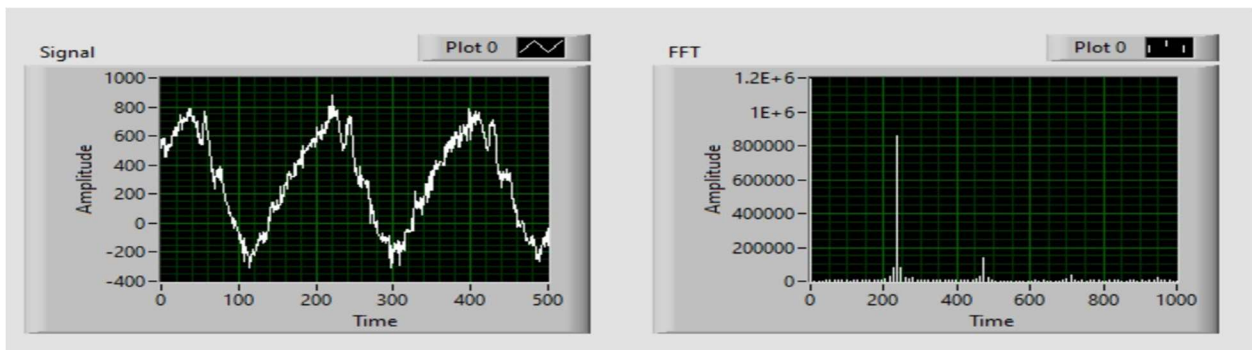 Signal
Plot 0
Amplitude
1000
800
600
400
200
0
-200
-400
0 100 200 300 400 500
Time
FFT
Plot 0
Amplitude
1.2E+6
1E+6
800000
600000
400000
200000
0
0 200 400 600 800 1000
Time